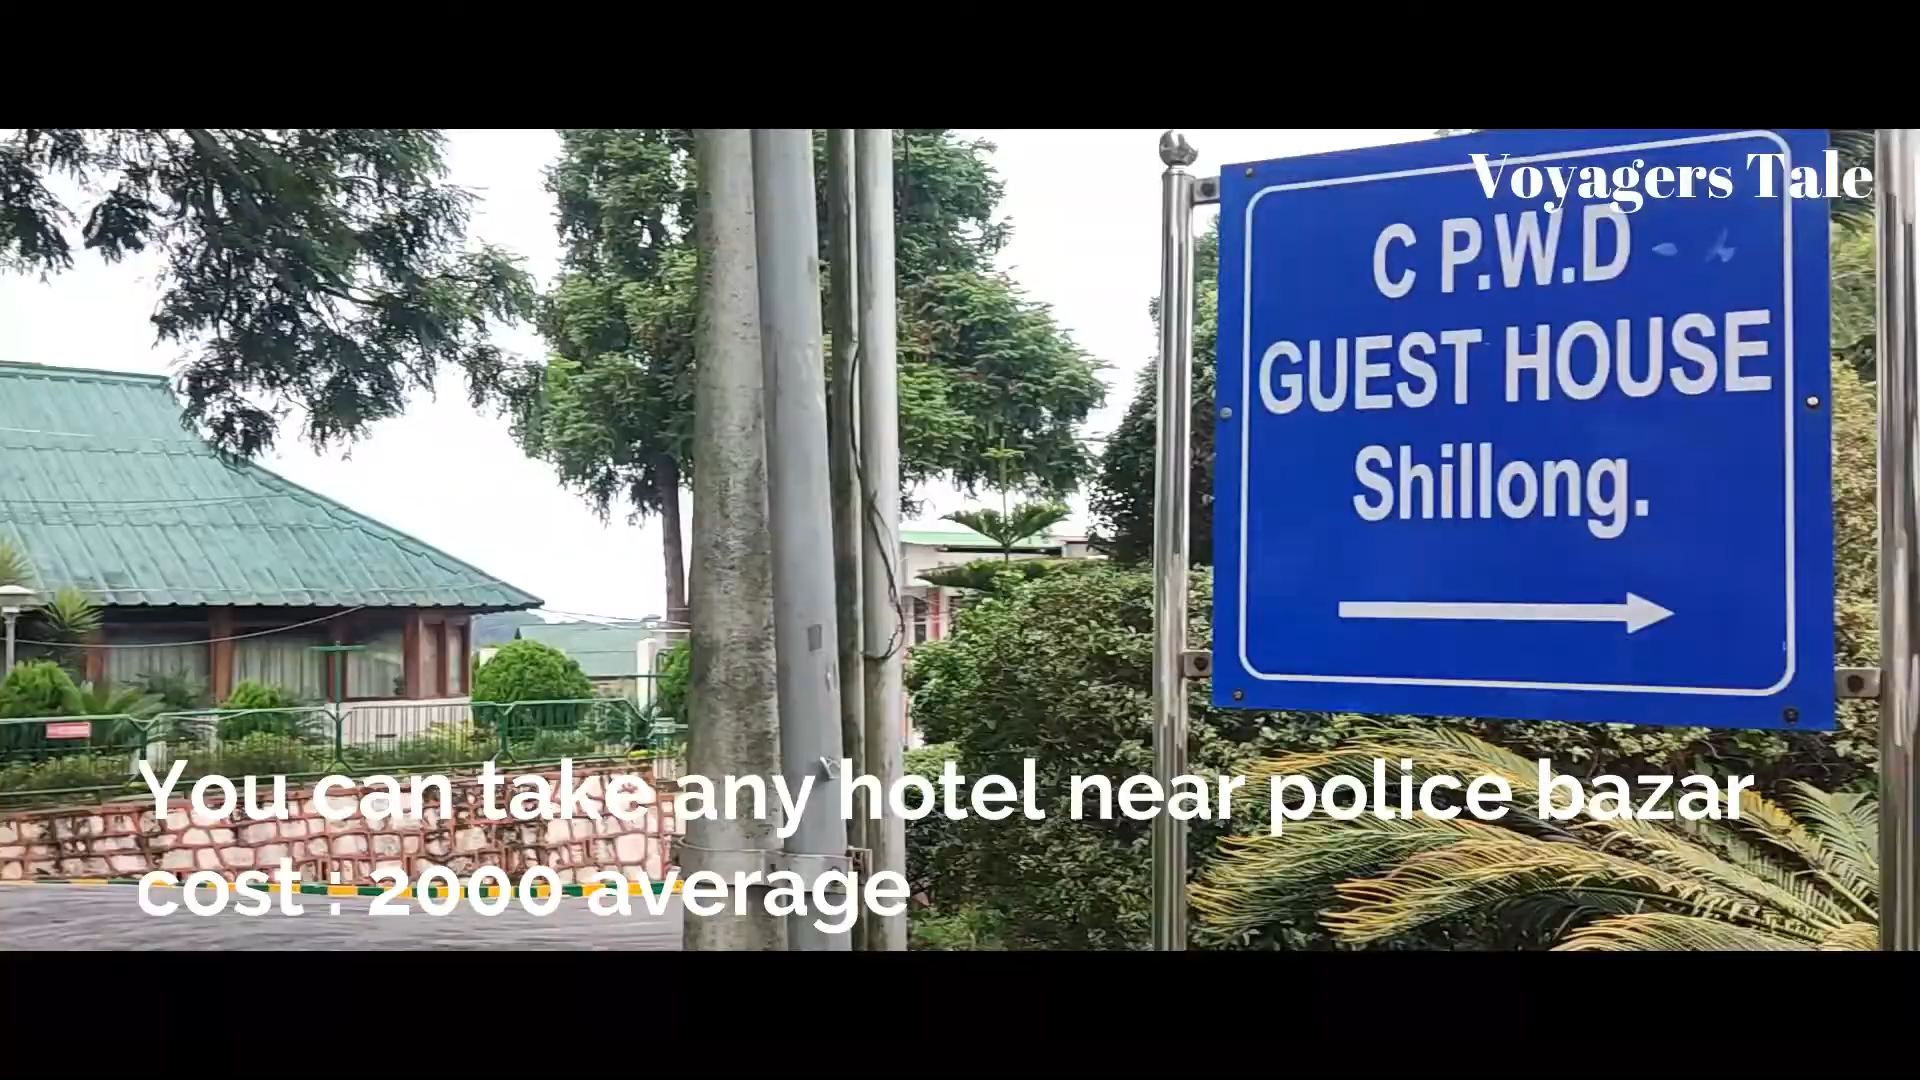 Voyagers Tale
C P.W.D
GUEST HOUSE
Shillong.
You can take any hotel near police bazar
cost : 2000 average